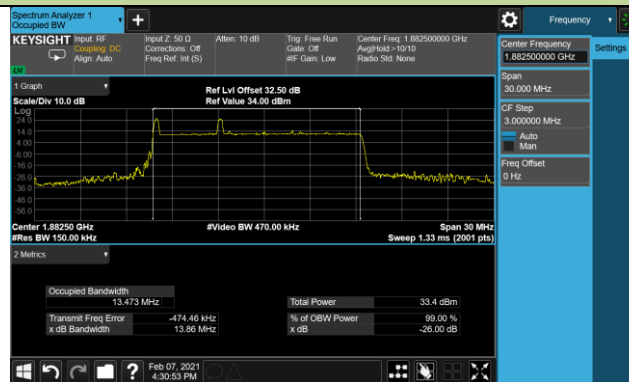 Spectrum Analyzer 1
Occupied BW
Frequency
KEYSIGHT
Input: RF
Coupling: DC
Align: Auto
Input Z: 50 Ω
Corrections: Off
Freq Ref: Int (S)
Atten: 10 dB
Trig: Free Run
Gate: Off
#IF Gain: Low
Center Freq: 1.882500000 GHz
Avg|Hold:>10/10
Radio Std: None
Center Frequency
1.882500000 GHz
Settings
Span
30.000 MHz
CF Step
3.000000 MHz
Auto
Man
Freq Offset
0 Hz
1 Graph
Scale/Div 10.0 dB
Ref Lvl Offset 32.50 dB
Ref Value 34.00 dBm
Log
24.0
14.0
4.00
-6.00
-16.0
-26.0
-36.0
-46.0
-56.0
Center 1.88250 GHz
#Video BW 470.00 kHz
Span 30 MHz
#Res BW 150.00 kHz
Sweep 1.33 ms (2001 pts)
2 Metrics
Occupied Bandwidth
13.473 MHz
Total Power
33.4 dBm
Transmit Freq Error
-474.46 kHz
% of OBW Power
99.00 %
x dB Bandwidth
13.86 MHz
x dB
-26.00 dB
?
Feb 07, 2021
4:30:53 PM